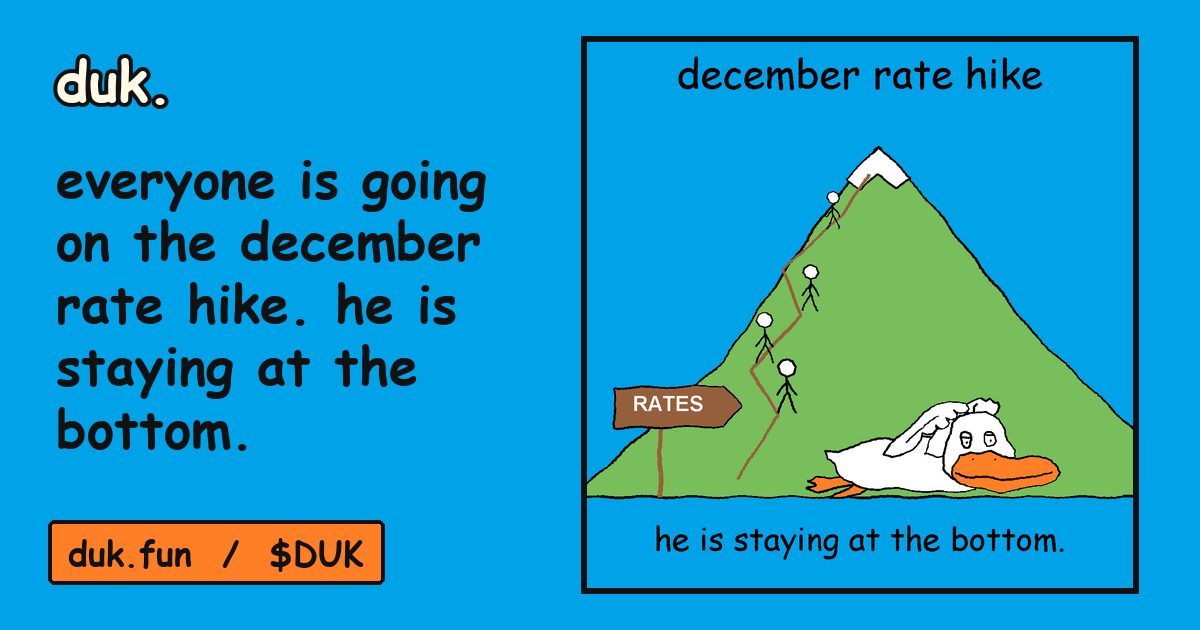 duk.
everyone is going
on the december
rate hike. he is
staying at the
bottom.
duk.fun / $DUK
december rate hike
RATES
he is staying at the bottom.